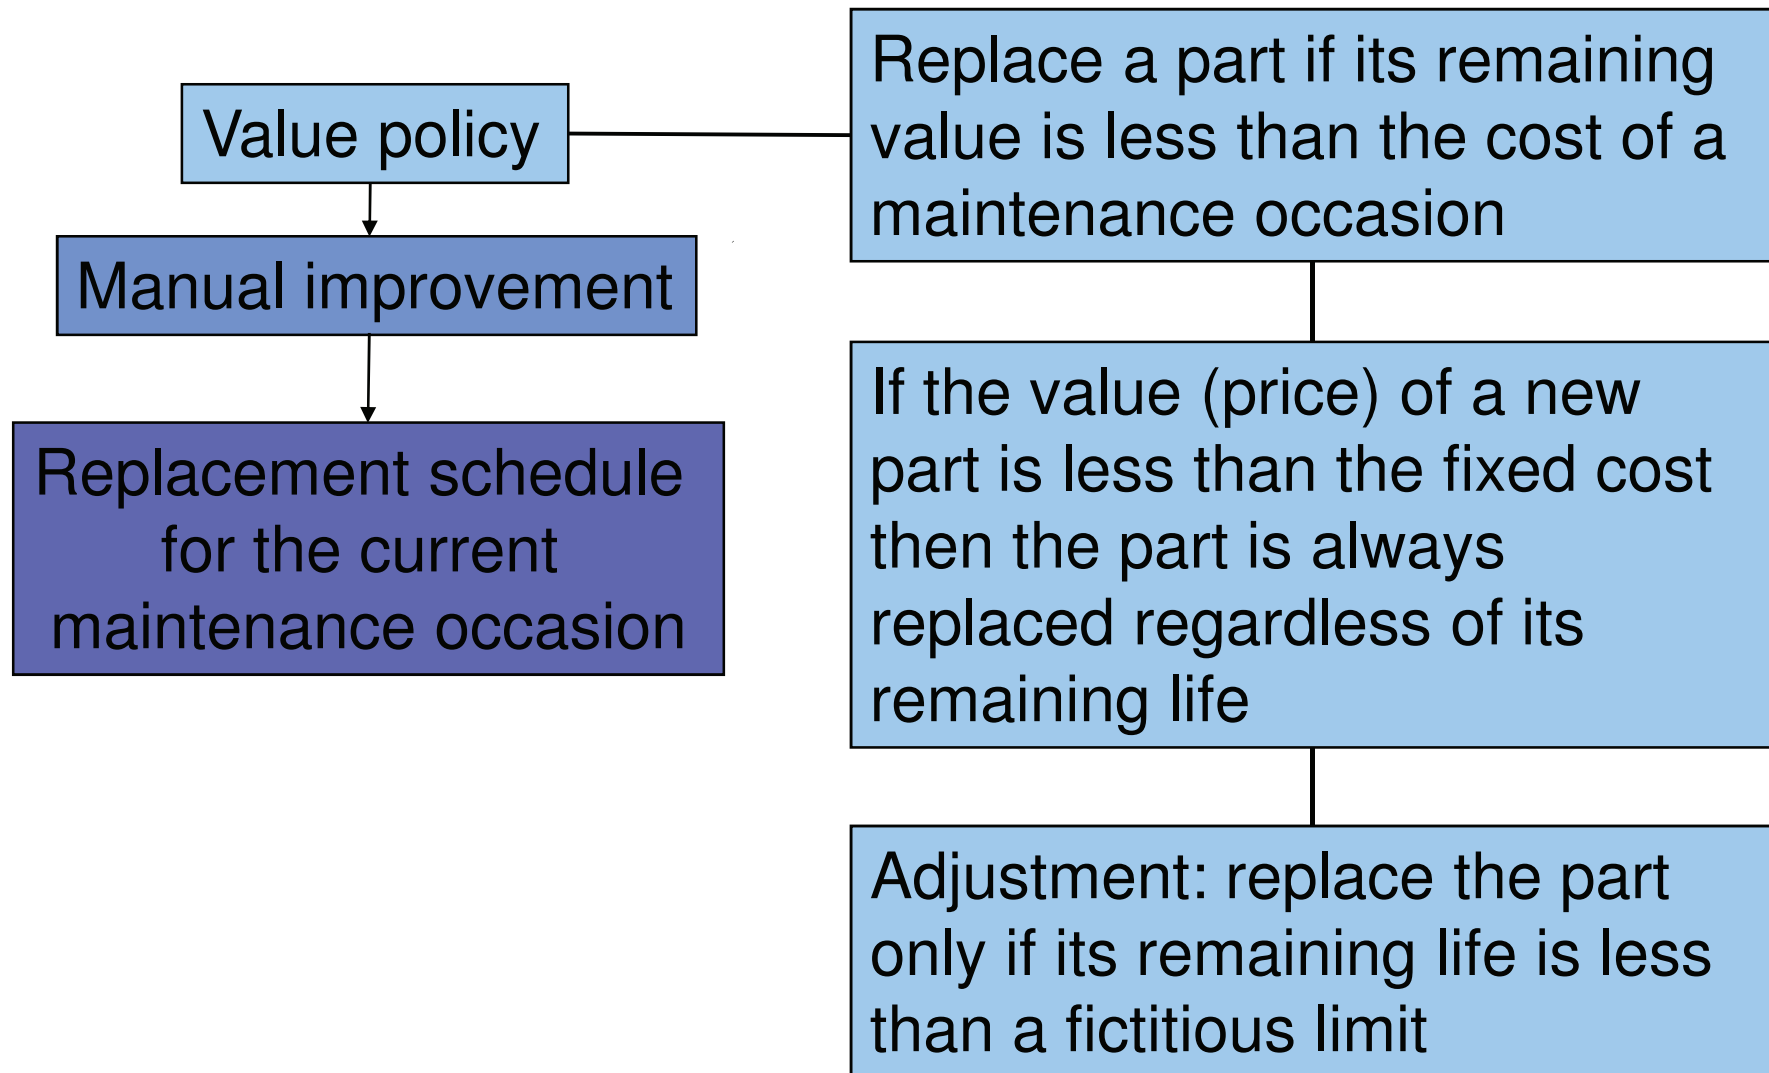 Value policy
Manual improvement
Replacement schedule
for the current
maintenance occasion
Replace a part if its remaining
value is less than the cost of a
maintenance occasion
If the value (price) of a new
part is less than the fixed cost
then the part is always
replaced regardless of its
remaining life
Adjustment: replace the part
only if its remaining life is less
than a fictitious limit